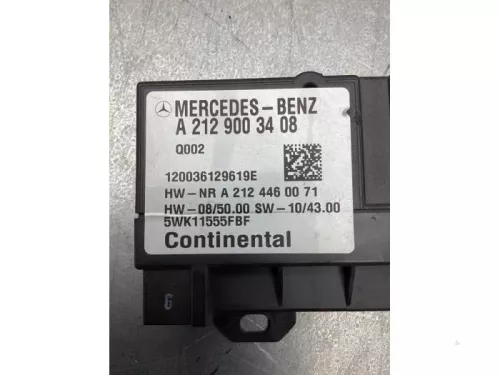 MERCEDES-BENZ
A 212 900 34 08
Q002
120036129619E
HW-NR A 212 446 00 71
HW-08/50.00 SW-10/43.00
5WK11555FBF
Continental
G